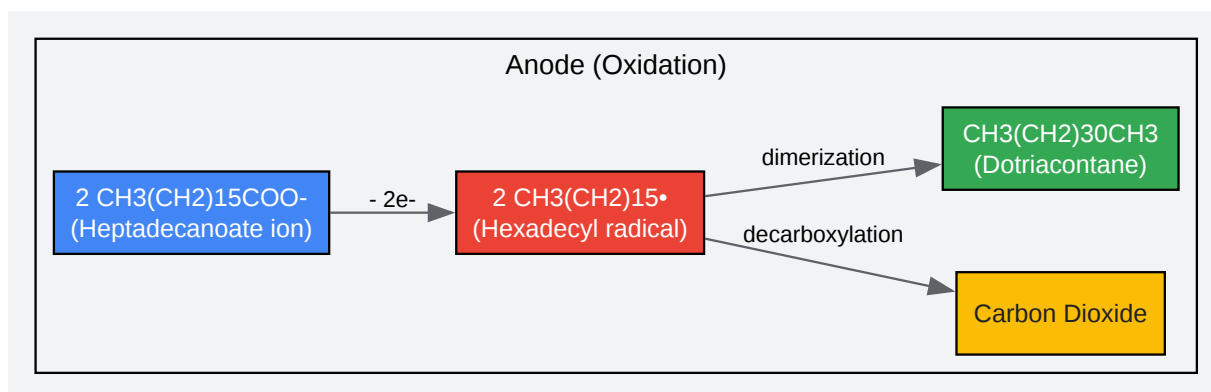 Anode (Oxidation)
2 CH3(CH2)15COO-
(Heptadecanoate ion)
- 2e-
2 CH3(CH2)15•
(Hexadecyl radical)
dimerization
decarboxylation
CH3(CH2)30CH3
(Dotriacontane)
Carbon Dioxide